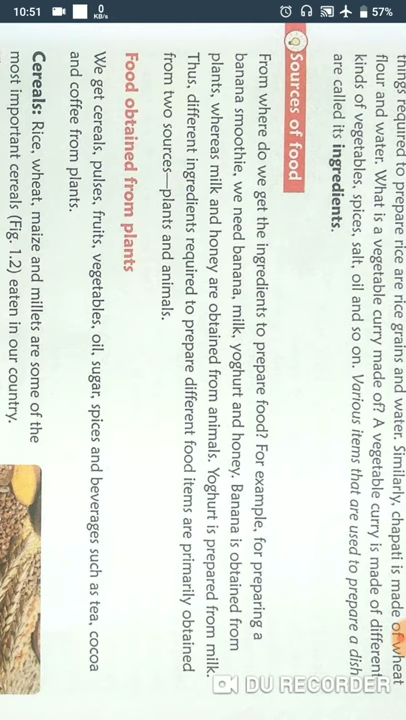 10:51
0
KB/s
57%
things required to prepare rice are rice grains and water. Similarly, chapati is made of wheat
flour and water. What is a vegetable curry made of? A vegetable curry is made of different
kinds of vegetables, spices, salt, oil and so on. Various items that are used to prepare a dish
are called its ingredients.
Sources of food
From where do we get the ingredients to prepare food? For example, for preparing a
banana smoothie, we need banana, milk, yoghurt and honey. Banana is obtained from
plants, whereas milk and honey are obtained from animals. Yoghurt is prepared from milk.
Thus, different ingredients required to prepare different food items are primarily obtained
from two sources—plants and animals.
Food obtained from plants
We get cereals, pulses, fruits, vegetables, oil, sugar, spices and beverages such as tea, cocoa
and coffee from plants.
Cereals: Rice, wheat, maize and millets are some of the
most important cereals (Fig. 1.2) eaten in our country.
DU RECORDER